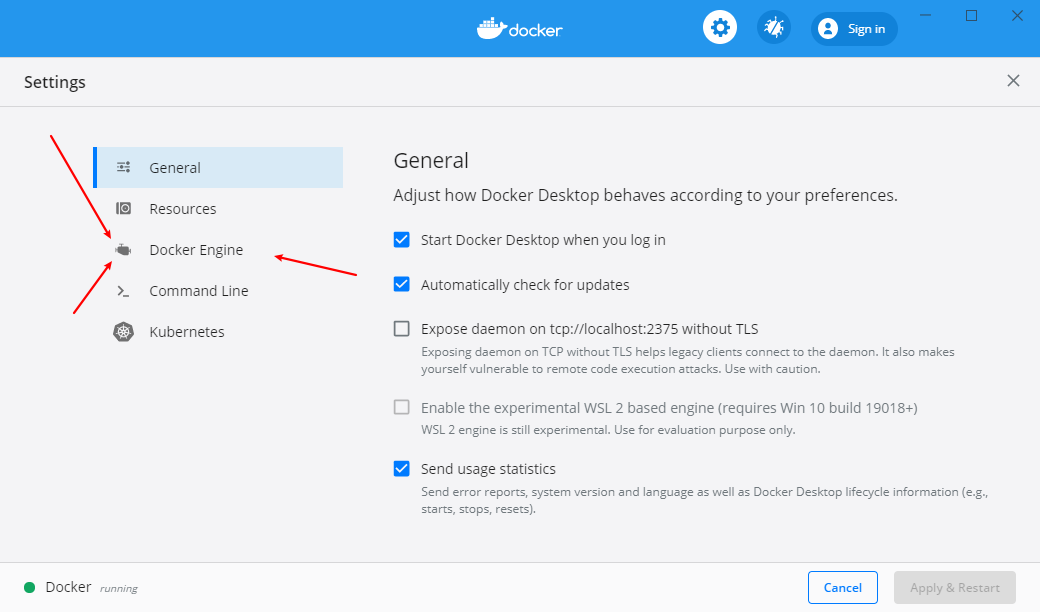 docker
Sign in
Settings
General
Resources
Docker Engine
Command Line
Kubernetes
General
Adjust how Docker Desktop behaves according to your preferences.
Start Docker Desktop when you log in
Automatically check for updates
Expose daemon on tcp://localhost:2375 without TLS
Exposing daemon on TCP without TLS helps legacy clients connect to the daemon. It also makes
yourself vulnerable to remote code execution attacks. Use with caution.
Enable the experimental WSL 2 based engine (requires Win 10 build 19018+)
WSL 2 engine is still experimental. Use for evaluation purpose only.
Send usage statistics
Send error reports, system version and language as well as Docker Desktop lifecycle information (e.g.,
starts, stops, resets).
Docker running
Cancel
Apply & Restart